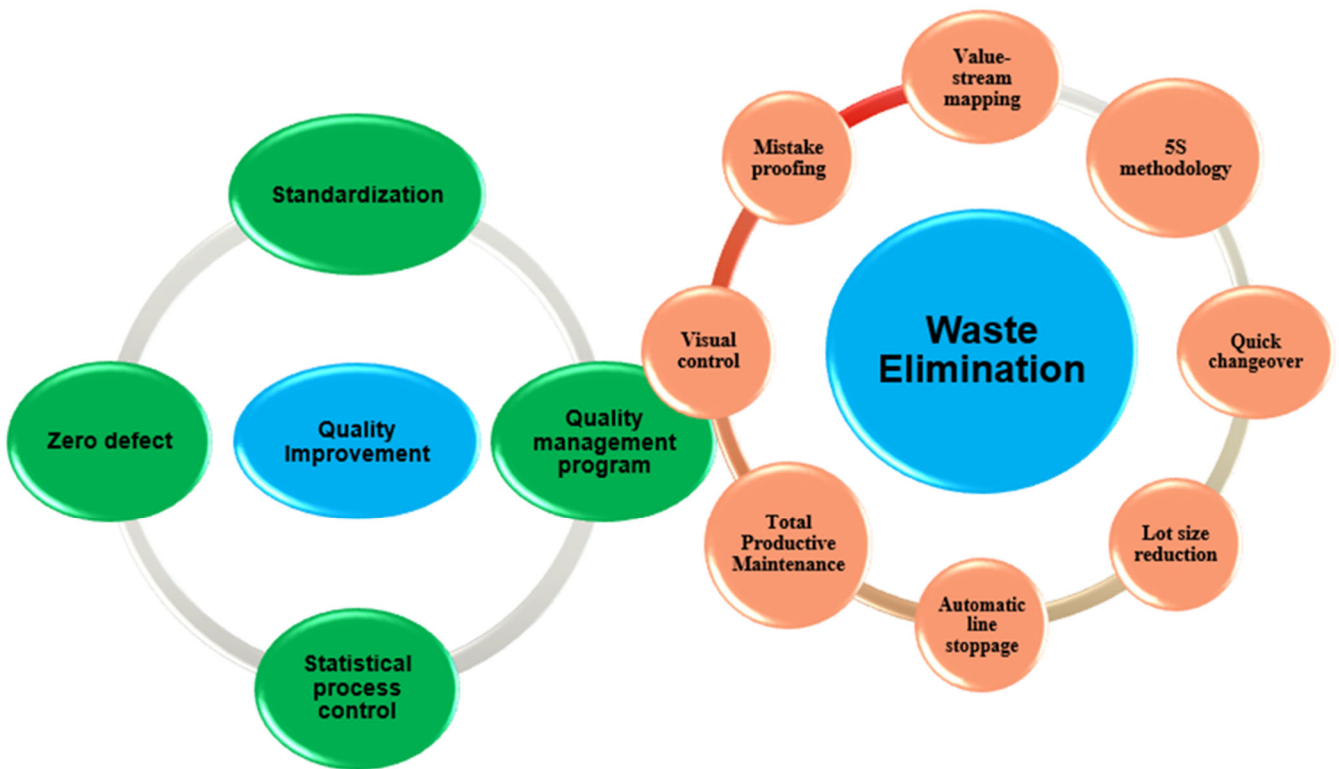 Standardization
Quality
management
program
Statistical
process
control
Zero defect
Quality
Improvement
Value-
stream
mapping
5S
methodology
Quick
changeover
Lot size
reduction
Automatic
line
stoppage
Total
Productive
Maintenance
Visual
control
Mistake
proofing
Waste
Elimination